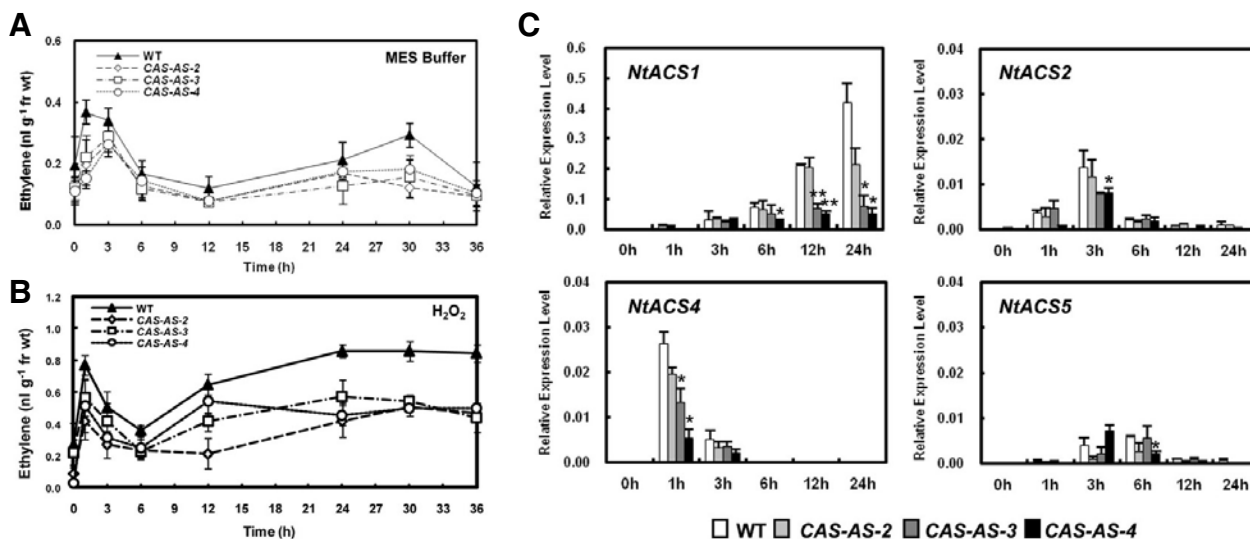 A
0.6
0.4
0.2
0.0
Ethylene (nl g-1 fr wt)
WT
CAS-AS-2
CAS-AS-3
CAS-AS-4
MES Buffer
0 3 6 9 12 15 18 21 24 27 30 33 36
Time (h)
B
1.2
1.0
0.8
0.6
0.4
0.2
0.0
Ethylene (nl g-1 fr wt)
WT
CAS-AS-2
CAS-AS-3
CAS-AS-4
H2O2
0 3 6 9 12 15 18 21 24 27 30 33 36
Time (h)
C
Relative Expression Level
0.6
0.5
0.4
0.3
0.2
0.1
0.0
NtACS1
*
**
**
*
*
0h 1h 3h 6h 12h 24h
Relative Expression Level
0.04
0.03
0.02
0.01
0.00
NtACS2
*
0h 1h 3h 6h 12h 24h
Relative Expression Level
0.04
0.03
0.02
0.01
0.00
NtACS4
*
*
0h 1h 3h 6h 12h 24h
Relative Expression Level
0.04
0.03
0.02
0.01
0.00
NtACS5
*
0h 1h 3h 6h 12h 24h
WT CAS-AS-2 CAS-AS-3 CAS-AS-4